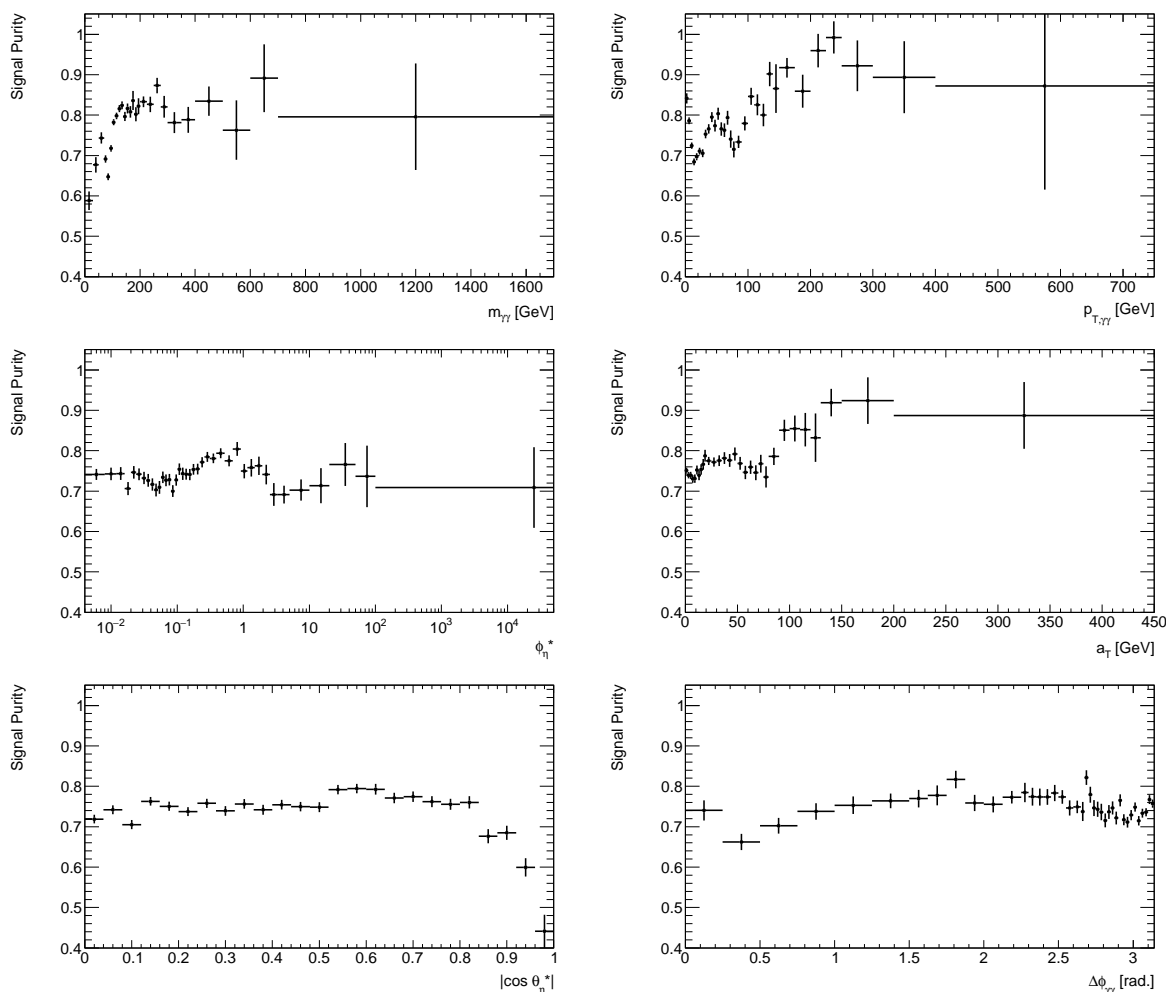 Signal Purity
1
0.9
0.8
0.7
0.6
0.5
0.4
0 200 400 600 800 1000 1200 1400 1600
m_γγ [GeV]
Signal Purity
1
0.9
0.8
0.7
0.6
0.5
0.4
0 100 200 300 400 500 600 700
p_T,γγ [GeV]
Signal Purity
1
0.9
0.8
0.7
0.6
0.5
0.4
10⁻² 10⁻¹ 1 10 10² 10³ 10⁴
ϕ_η*
Signal Purity
1
0.9
0.8
0.7
0.6
0.5
0.4
0 50 100 150 200 250 300 350 400 450
a_T [GeV]
Signal Purity
1
0.9
0.8
0.7
0.6
0.5
0.4
0 0.1 0.2 0.3 0.4 0.5 0.6 0.7 0.8 0.9 1
|cos θ_η*|
Signal Purity
1
0.9
0.8
0.7
0.6
0.5
0.4
0 0.5 1 1.5 2 2.5 3
Δϕ_γγ [rad.]